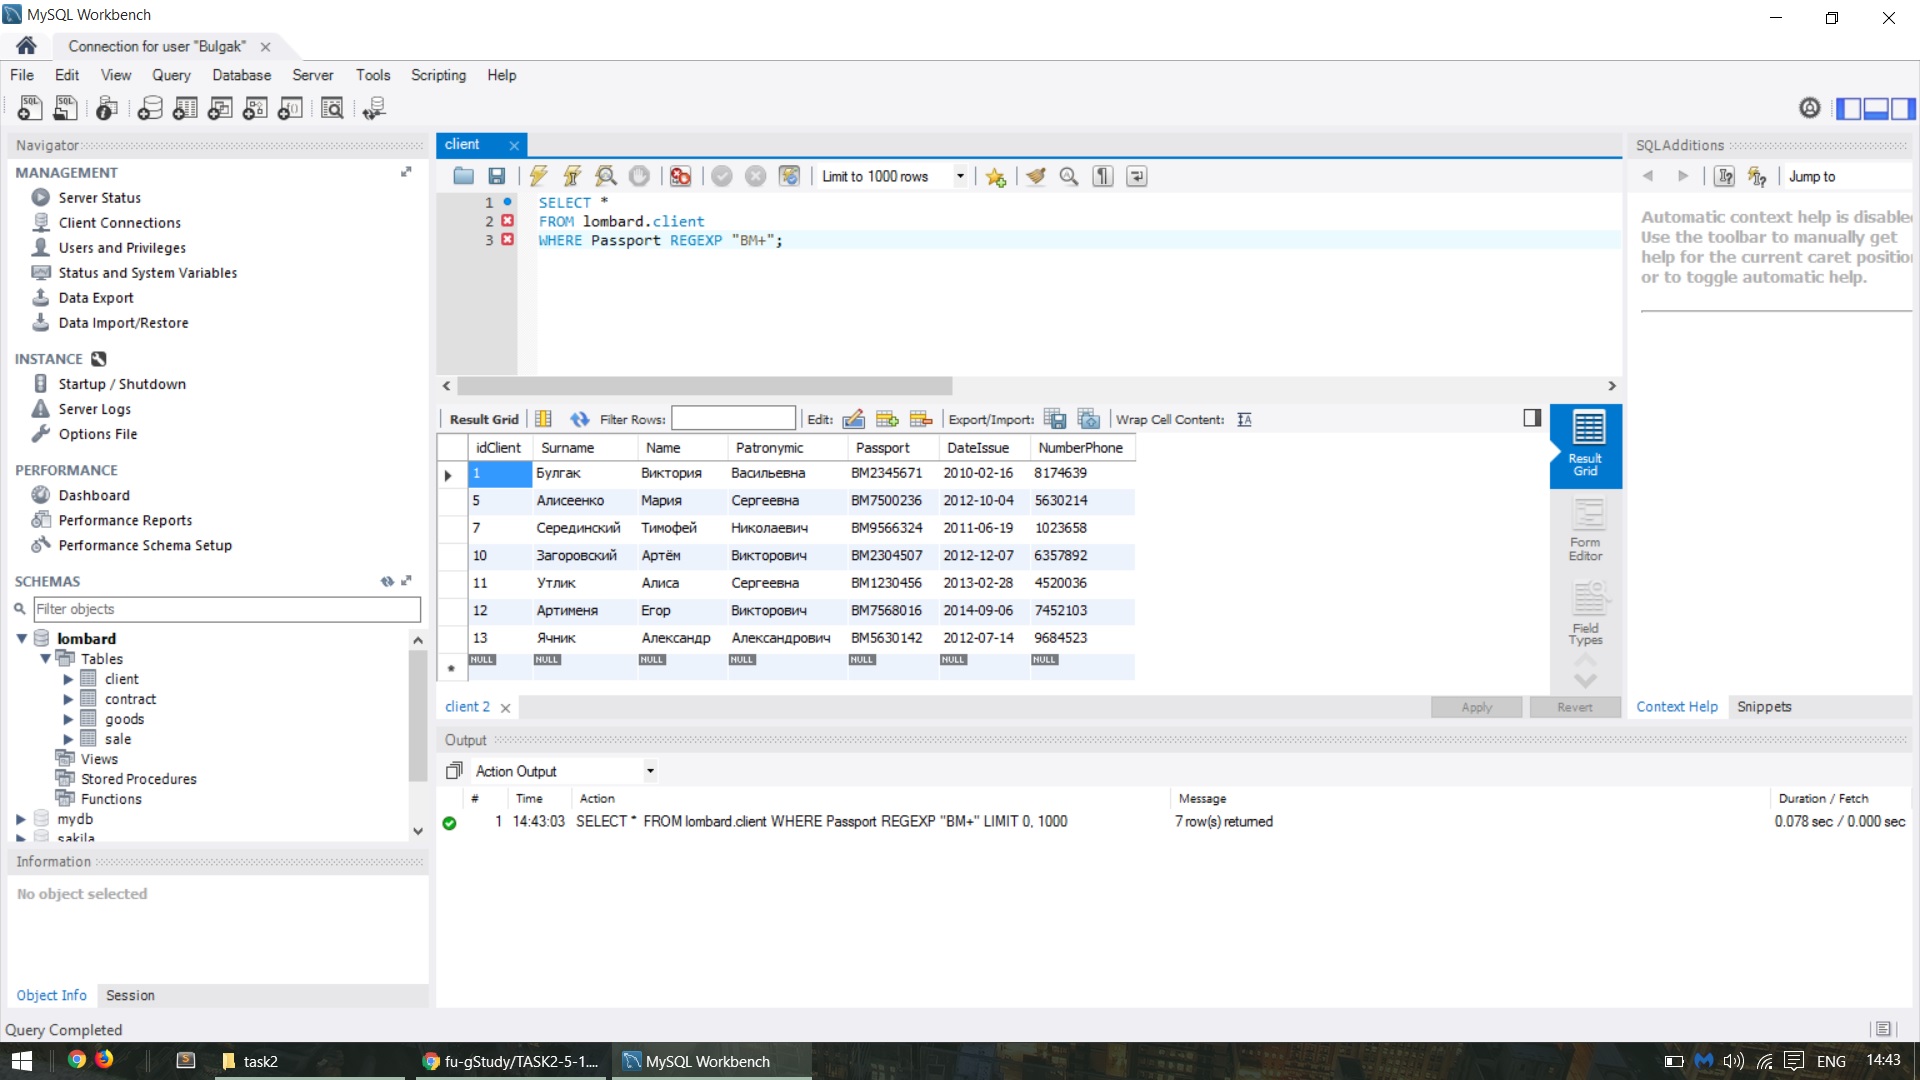 MySQL Workbench
Connection for user "Bulgak"
File Edit View Query Database Server Tools Scripting Help
Navigator
MANAGEMENT
Server Status
Client Connections
Users and Privileges
Status and System Variables
Data Export
Data Import/Restore
INSTANCE
Startup / Shutdown
Server Logs
Options File
PERFORMANCE
Dashboard
Performance Reports
Performance Schema Setup
SCHEMAS
Filter objects
lombard
Tables
client
contract
goods
sale
Views
Stored Procedures
Functions
mydb
sakila
Information
No object selected
Object Info Session
Query Completed
client
Limit to 1000 rows
1 SELECT *
2 FROM lombard.client
3 WHERE Passport REGEXP "BM+";
Result Grid Filter Rows: Edit: Export/Import: Wrap Cell Content:
idClient Surname Name Patronymic Passport DateIssue NumberPhone
1 Булгак Виктория Васильевна BM2345671 2010-02-16 8174639
5 Алисеенко Мария Сергеевна BM7500236 2012-10-04 5630214
7 Серединский Тимофей Николаевич BM9566324 2011-06-19 1023658
10 Загоровский Артём Викторович BM2304507 2012-12-07 6357892
11 Утлик Алиса Сергеевна BM1230456 2013-02-28 4520036
12 Артименя Егор Викторович BM7568016 2014-09-06 7452103
13 Ячник Александр Александрович BM5630142 2012-07-14 9684523
NULL NULL NULL NULL NULL NULL NULL
Result
Grid
Form
Editor
Field
Types
client 2
Apply Revert
SQLAdditions
Jump to
Automatic context help is disable
Use the toolbar to manually get
help for the current caret position
or to toggle automatic help.
Context Help Snippets
Output
Action Output
# Time Action Message Duration / Fetch
1 14:43:03 SELECT * FROM lombard.client WHERE Passport REGEXP "BM+" LIMIT 0, 1000 7 row(s) returned 0.078 sec / 0.000 sec
task2
fu-gStudy/TASK2-5-1....
MySQL Workbench
ENG
14:43